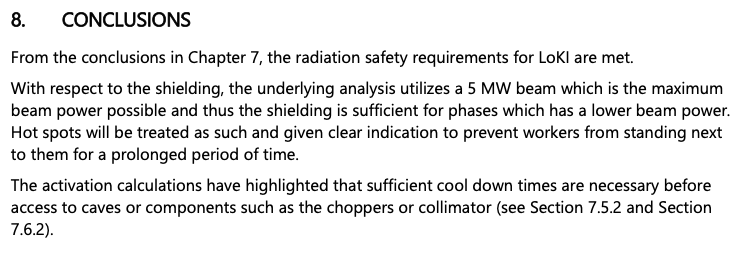 8. CONCLUSIONS
From the conclusions in Chapter 7, the radiation safety requirements for LoKI are met.
With respect to the shielding, the underlying analysis utilizes a 5 MW beam which is the maximum
beam power possible and thus the shielding is sufficient for phases which has a lower beam power.
Hot spots will be treated as such and given clear indication to prevent workers from standing next
to them for a prolonged period of time.
The activation calculations have highlighted that sufficient cool down times are necessary before
access to caves or components such as the choppers or collimator (see Section 7.5.2 and Section
7.6.2).